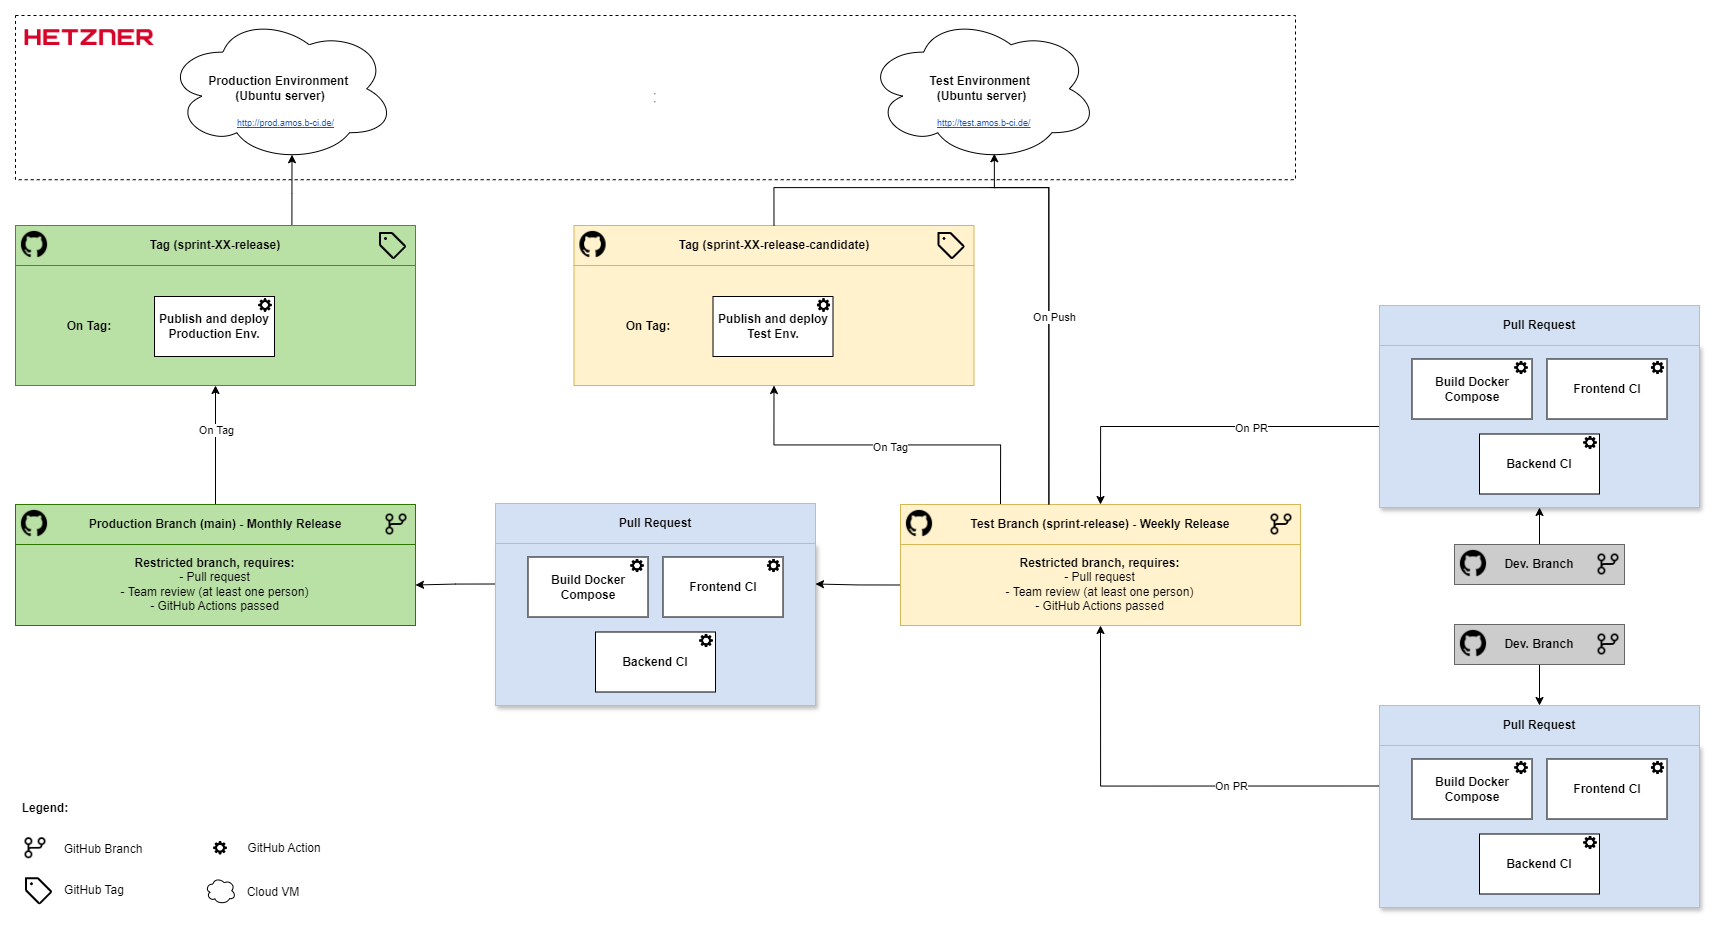 HETZNER
Production Environment
(Ubuntu server)
http://prod.amos.b-ci.de/
Test Environment
(Ubuntu server)
http://test.amos.b-ci.de/
:
Tag (sprint-XX-release)
On Tag:
Publish and deploy
Production Env.
Tag (sprint-XX-release-candidate)
On Tag:
Publish and deploy
Test Env.
On Push
Pull Request
Build Docker
Compose
Frontend CI
Backend CI
On Tag
On Tag
On PR
Production Branch (main) - Monthly Release
Restricted branch, requires:
- Pull request
- Team review (at least one person)
- GitHub Actions passed
Pull Request
Build Docker
Compose
Frontend CI
Backend CI
Test Branch (sprint-release) - Weekly Release
Restricted branch, requires:
- Pull request
- Team review (at least one person)
- GitHub Actions passed
Dev. Branch
Dev. Branch
On PR
Pull Request
Build Docker
Compose
Frontend CI
Backend CI
Legend:
GitHub Branch
GitHub Action
GitHub Tag
Cloud VM